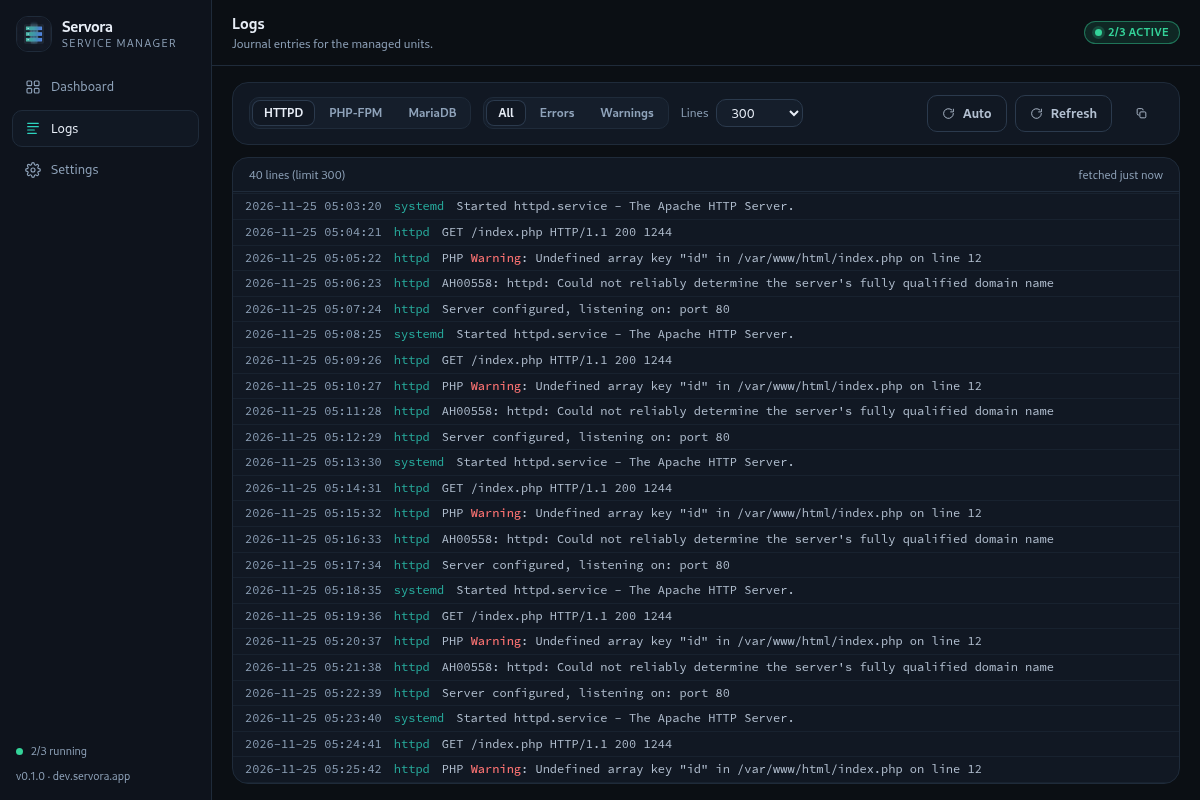 Servora
SERVICE MANAGER
Dashboard
Logs
Settings
2/3 running
v0.1.0 · dev.servora.app
Logs
Journal entries for the managed units.
2/3 ACTIVE
HTTPD PHP-FPM MariaDB All Errors Warnings Lines 300 Auto Refresh
40 lines (limit 300) fetched just now
2026-11-25 05:03:20 systemd Started httpd.service – The Apache HTTP Server.
2026-11-25 05:04:21 httpd GET /index.php HTTP/1.1 200 1244
2026-11-25 05:05:22 httpd PHP Warning: Undefined array key "id" in /var/www/html/index.php on line 12
2026-11-25 05:06:23 httpd AH00558: httpd: Could not reliably determine the server's fully qualified domain name
2026-11-25 05:07:24 httpd Server configured, listening on: port 80
2026-11-25 05:08:25 systemd Started httpd.service – The Apache HTTP Server.
2026-11-25 05:09:26 httpd GET /index.php HTTP/1.1 200 1244
2026-11-25 05:10:27 httpd PHP Warning: Undefined array key "id" in /var/www/html/index.php on line 12
2026-11-25 05:11:28 httpd AH00558: httpd: Could not reliably determine the server's fully qualified domain name
2026-11-25 05:12:29 httpd Server configured, listening on: port 80
2026-11-25 05:13:30 systemd Started httpd.service – The Apache HTTP Server.
2026-11-25 05:14:31 httpd GET /index.php HTTP/1.1 200 1244
2026-11-25 05:15:32 httpd PHP Warning: Undefined array key "id" in /var/www/html/index.php on line 12
2026-11-25 05:16:33 httpd AH00558: httpd: Could not reliably determine the server's fully qualified domain name
2026-11-25 05:17:34 httpd Server configured, listening on: port 80
2026-11-25 05:18:35 systemd Started httpd.service – The Apache HTTP Server.
2026-11-25 05:19:36 httpd GET /index.php HTTP/1.1 200 1244
2026-11-25 05:20:37 httpd PHP Warning: Undefined array key "id" in /var/www/html/index.php on line 12
2026-11-25 05:21:38 httpd AH00558: httpd: Could not reliably determine the server's fully qualified domain name
2026-11-25 05:22:39 httpd Server configured, listening on: port 80
2026-11-25 05:23:40 systemd Started httpd.service – The Apache HTTP Server.
2026-11-25 05:24:41 httpd GET /index.php HTTP/1.1 200 1244
2026-11-25 05:25:42 httpd PHP Warning: Undefined array key "id" in /var/www/html/index.php on line 12